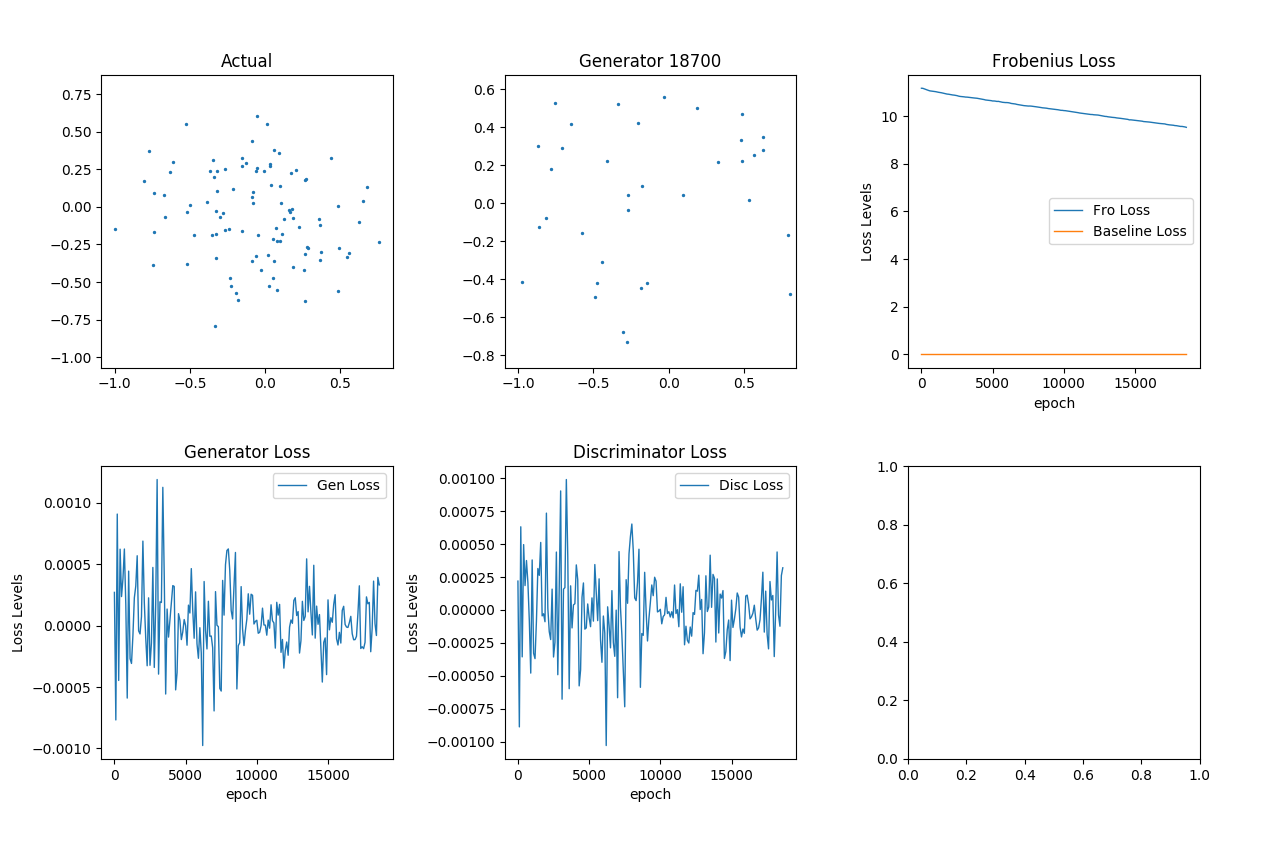 Actual
0.75
0.50
0.25
0.00
−0.25
−0.50
−0.75
−1.00
−1.0 −0.5 0.0 0.5
Generator 18700
0.6
0.4
0.2
0.0
−0.2
−0.4
−0.6
−0.8
−1.0 −0.5 0.0 0.5
Frobenius Loss
Loss Levels
10
8
6
4
2
0
Fro Loss
Baseline Loss
0 5000 10000 15000
epoch
Generator Loss
Loss Levels
0.0010
0.0005
0.0000
−0.0005
−0.0010
Gen Loss
0 5000 10000 15000
epoch
Discriminator Loss
Loss Levels
0.00100
0.00075
0.00050
0.00025
0.00000
−0.00025
−0.00050
−0.00075
−0.00100
Disc Loss
0 5000 10000 15000
epoch
1.0
0.8
0.6
0.4
0.2
0.0
0.0 0.2 0.4 0.6 0.8 1.0